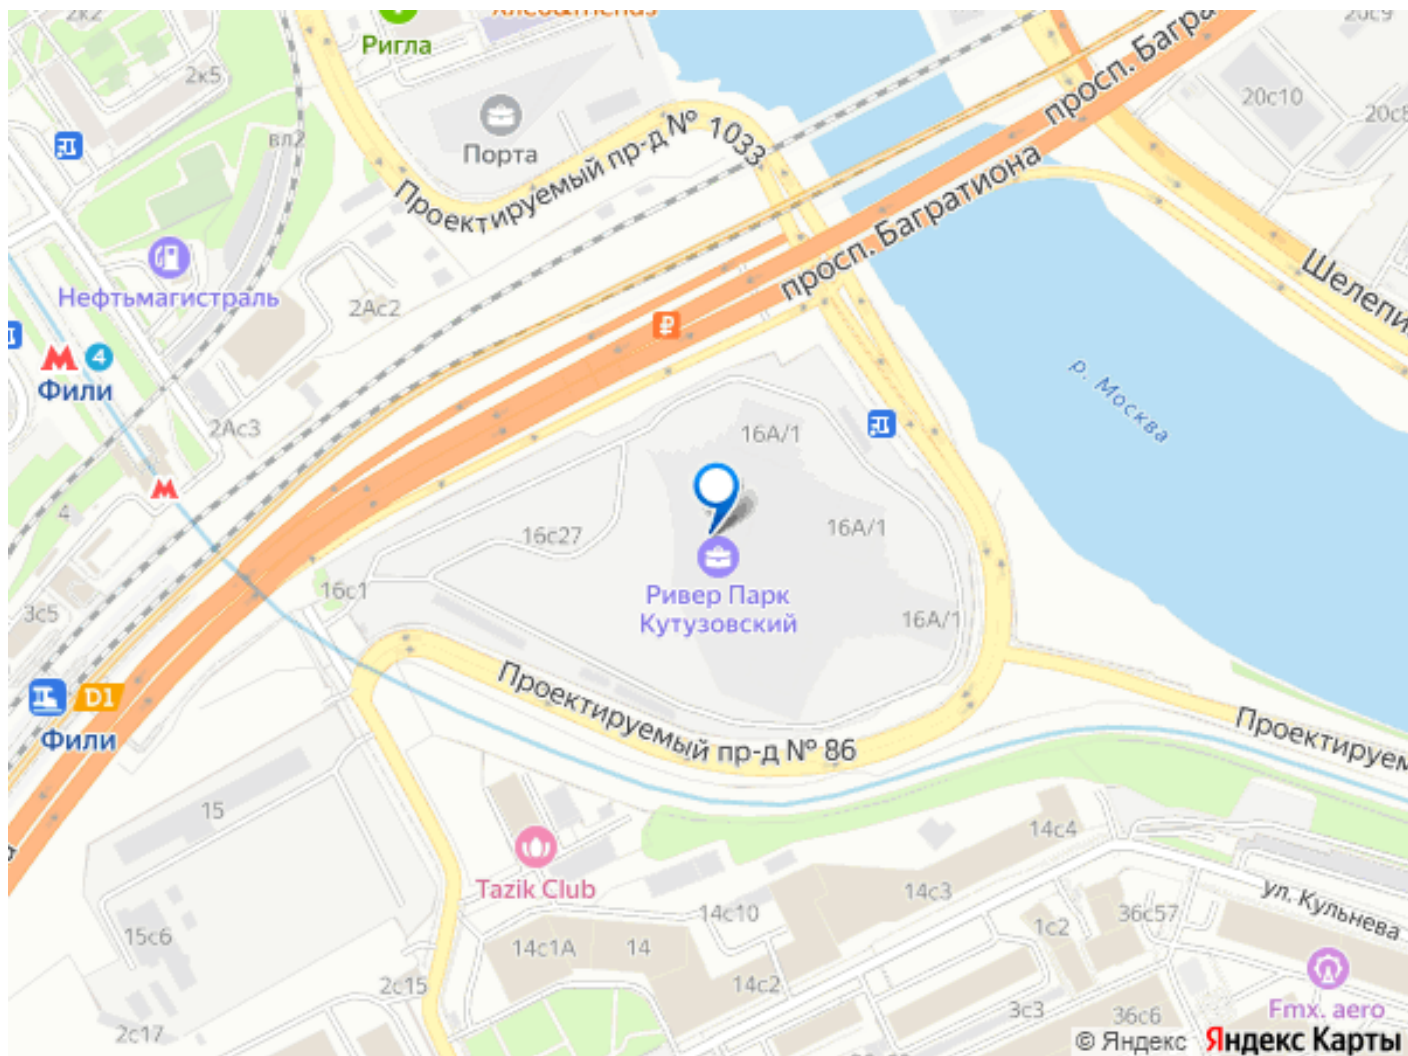 2к2
2к5
Ригла
вл2
Порта
Проектируемый пр-д № 1033
просп. Багратиона
20с9
20с10
Нефтьмагистраль
2Ас2
М 4
Фили
2Ас3
М
просп. Багратиона
р. Москва
16А/1
16А/1
16с27
Ривер Парк
Кутузовский
16А/1
16с1
4
3с5
D1
Фили
Проектируемый пр-д № 86
15
Tazik Club
14с4
14с3
14с10
ул. Кульнева
36с57
1с2
15с6
14с1А
14
14с2
2с15
3с3
36с6
2с17
Fmx. aero
© Яндекс Яндекс Карты